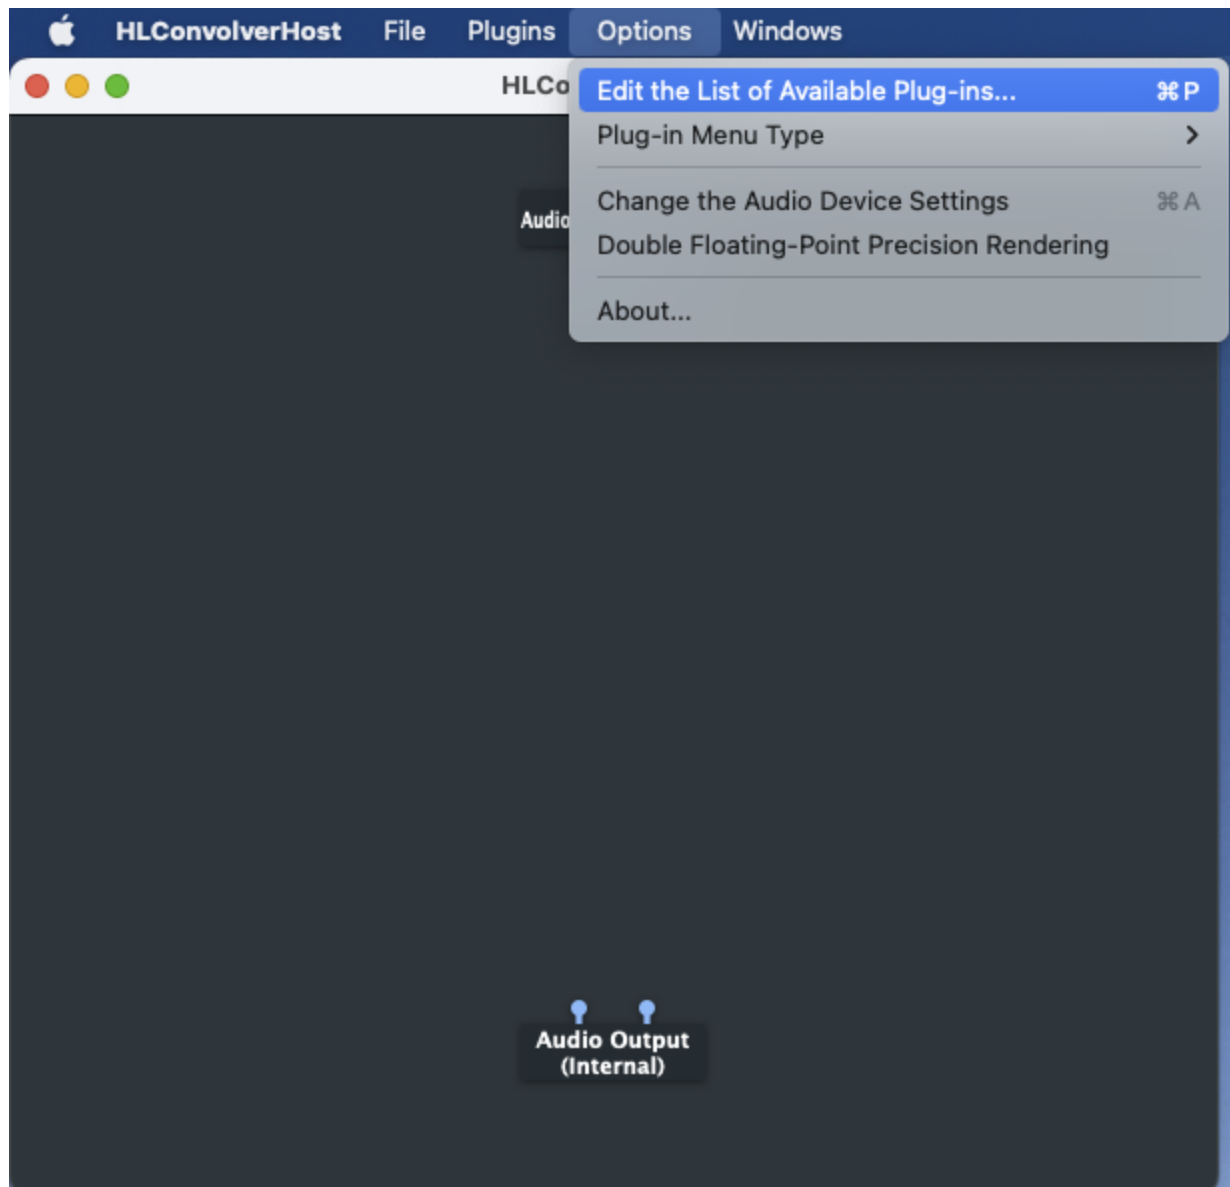 HLConvolverHost File Plugins Options Windows
HLCo
Edit the List of Available Plug-ins... ⌘P
Plug-in Menu Type
Change the Audio Device Settings ⌘A
Double Floating-Point Precision Rendering
About...
Audio
Audio Output
(Internal)